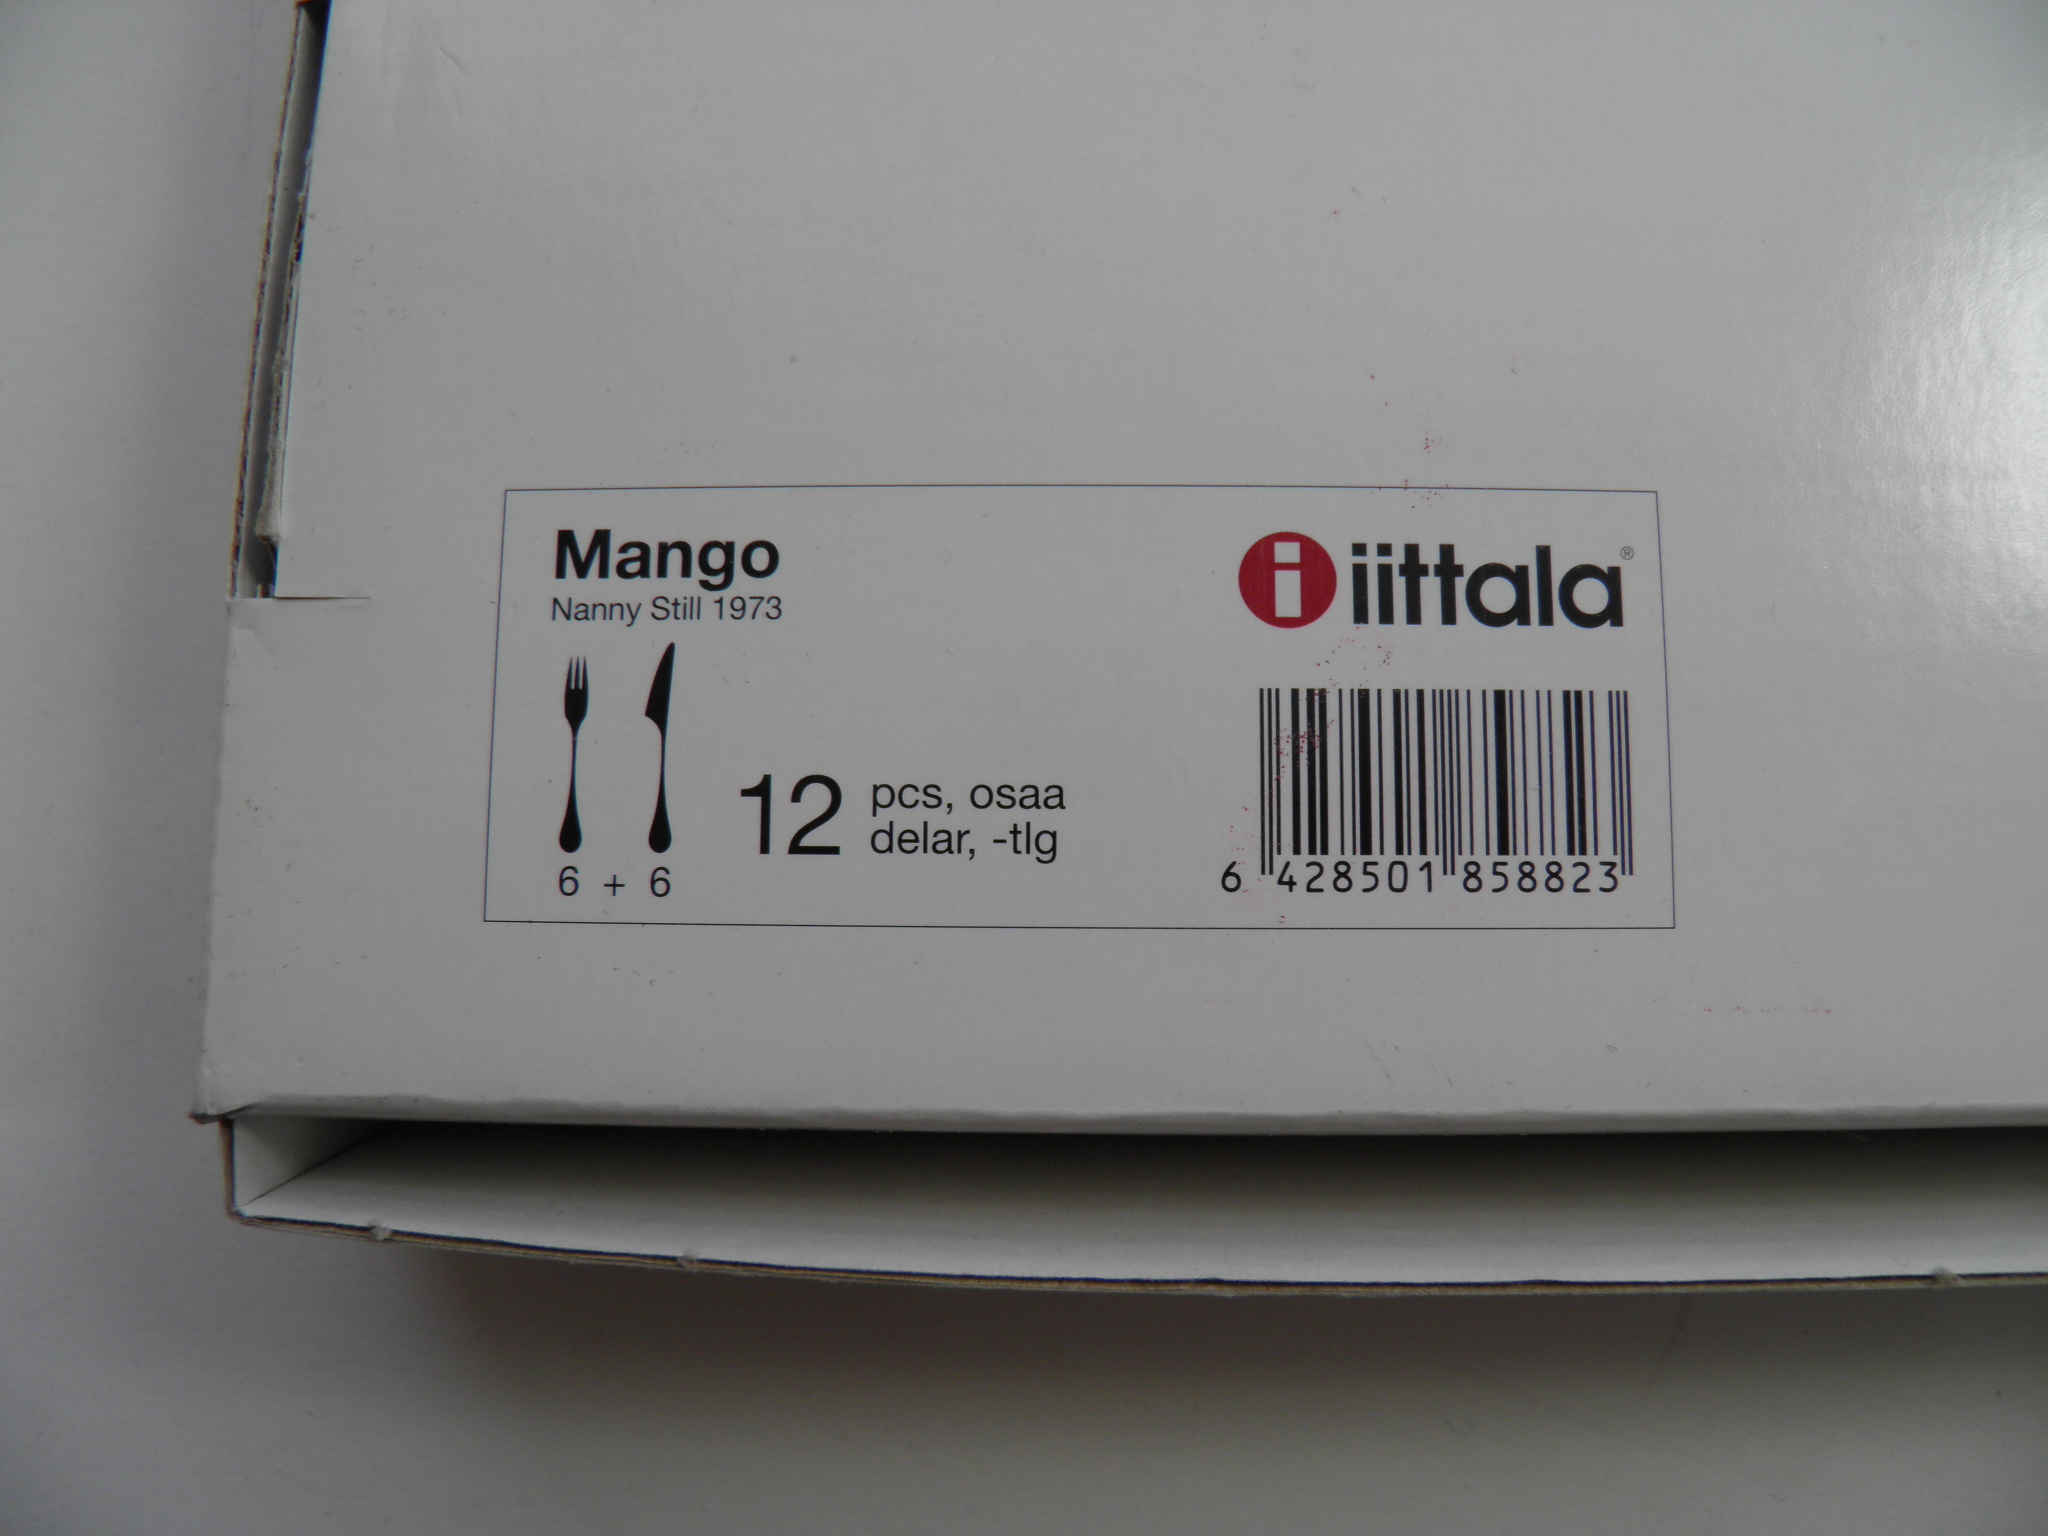 Mango
Nanny Still 1973
iittala®
12 pcs, osaa
delar, -tlg
6 + 6
6 428501 858823